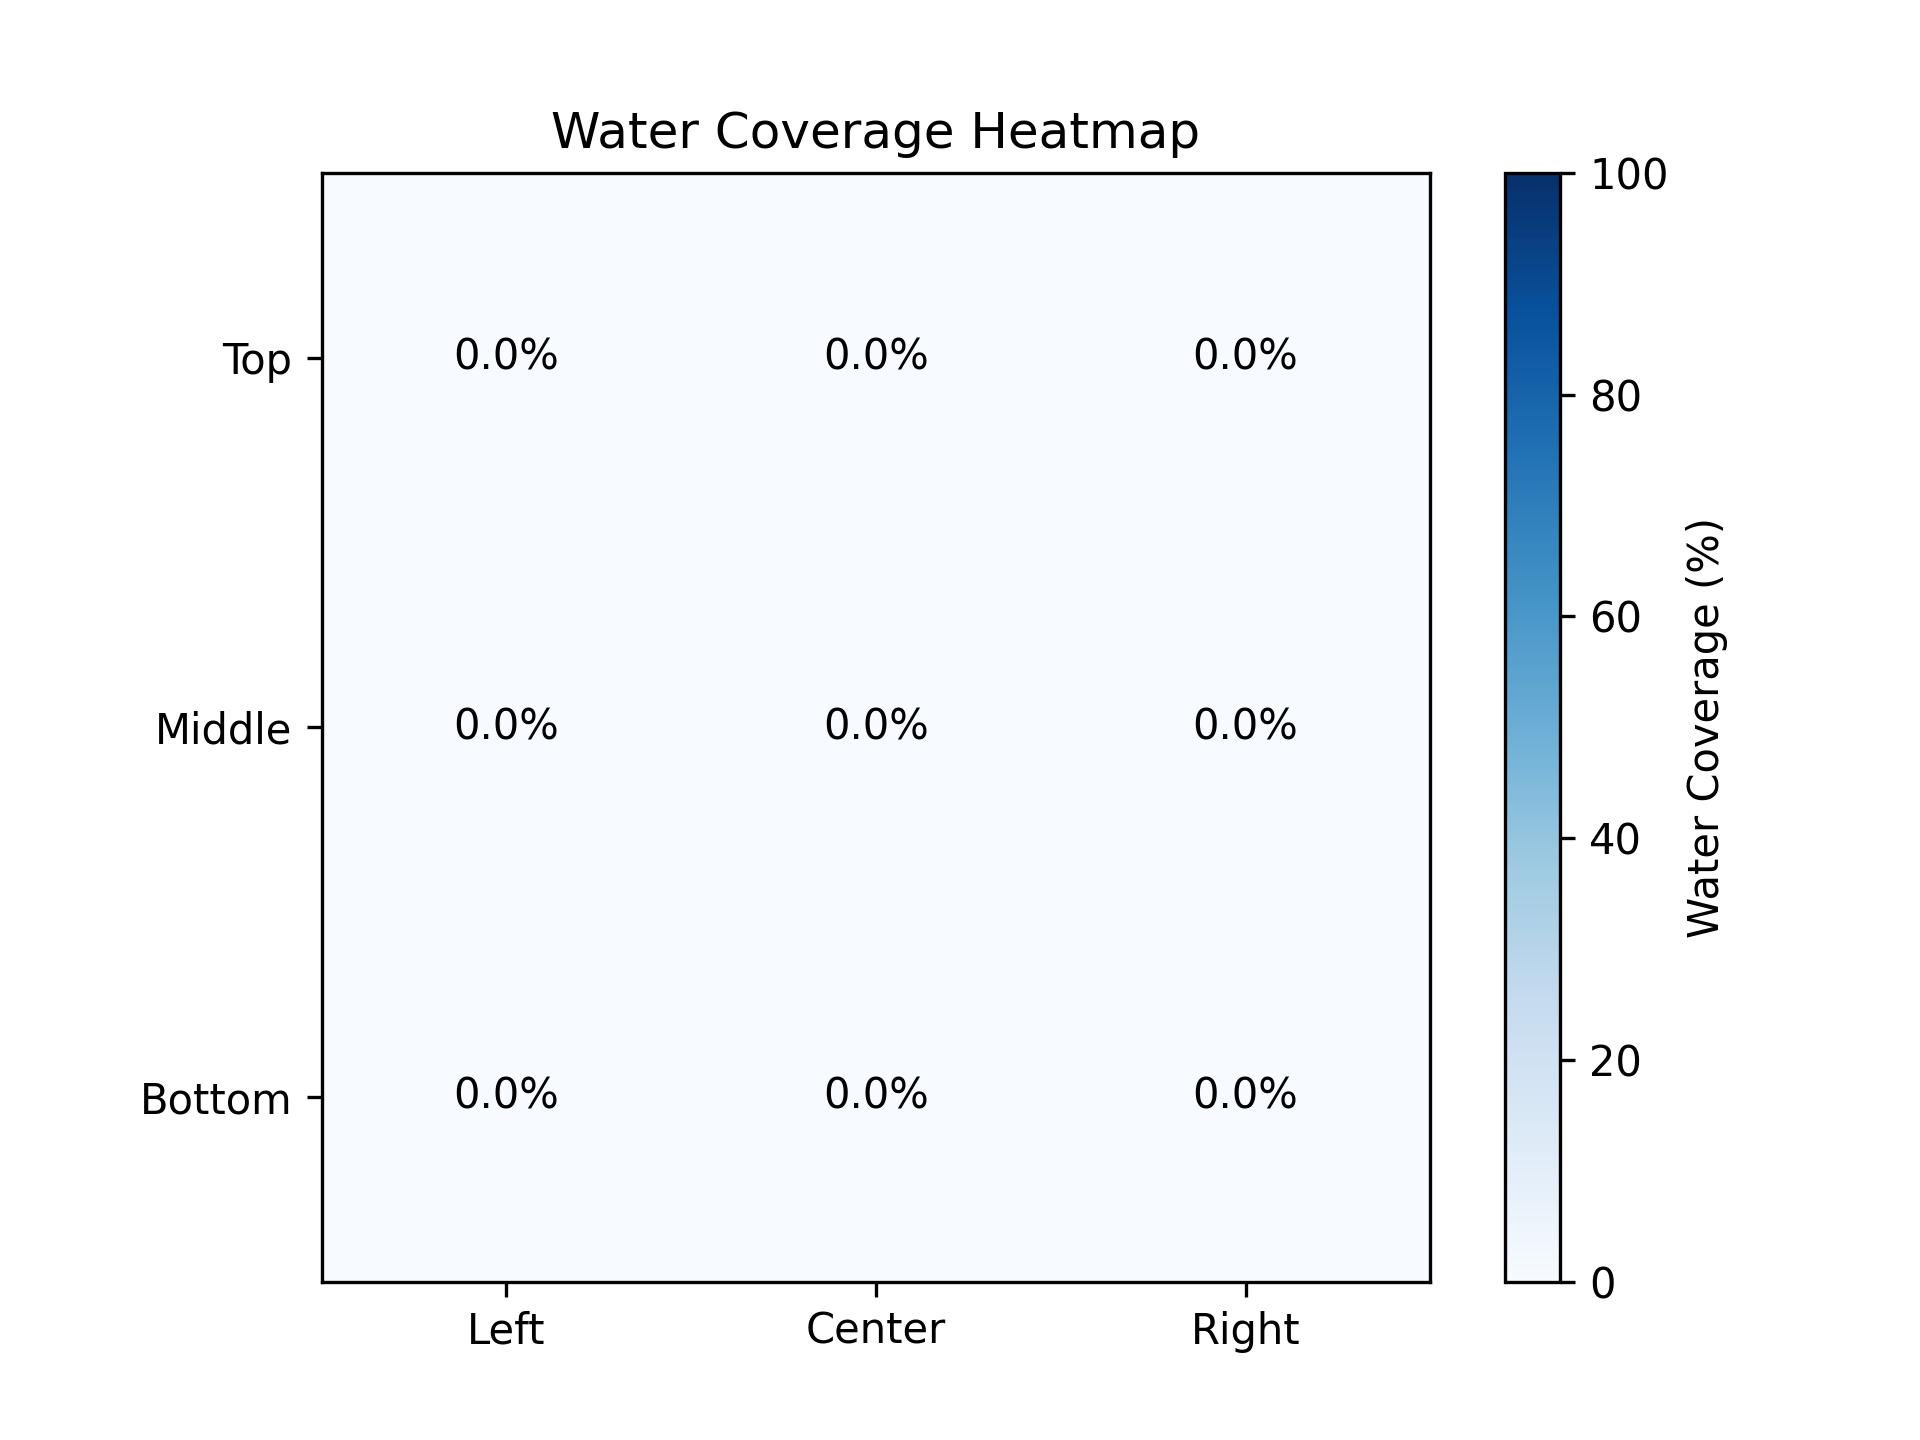 Water Coverage Heatmap
100
Top 0.0% 0.0% 0.0%
80
60
Middle 0.0% 0.0% 0.0%
40
20
Bottom 0.0% 0.0% 0.0%
0
Left Center Right
Water Coverage (%)